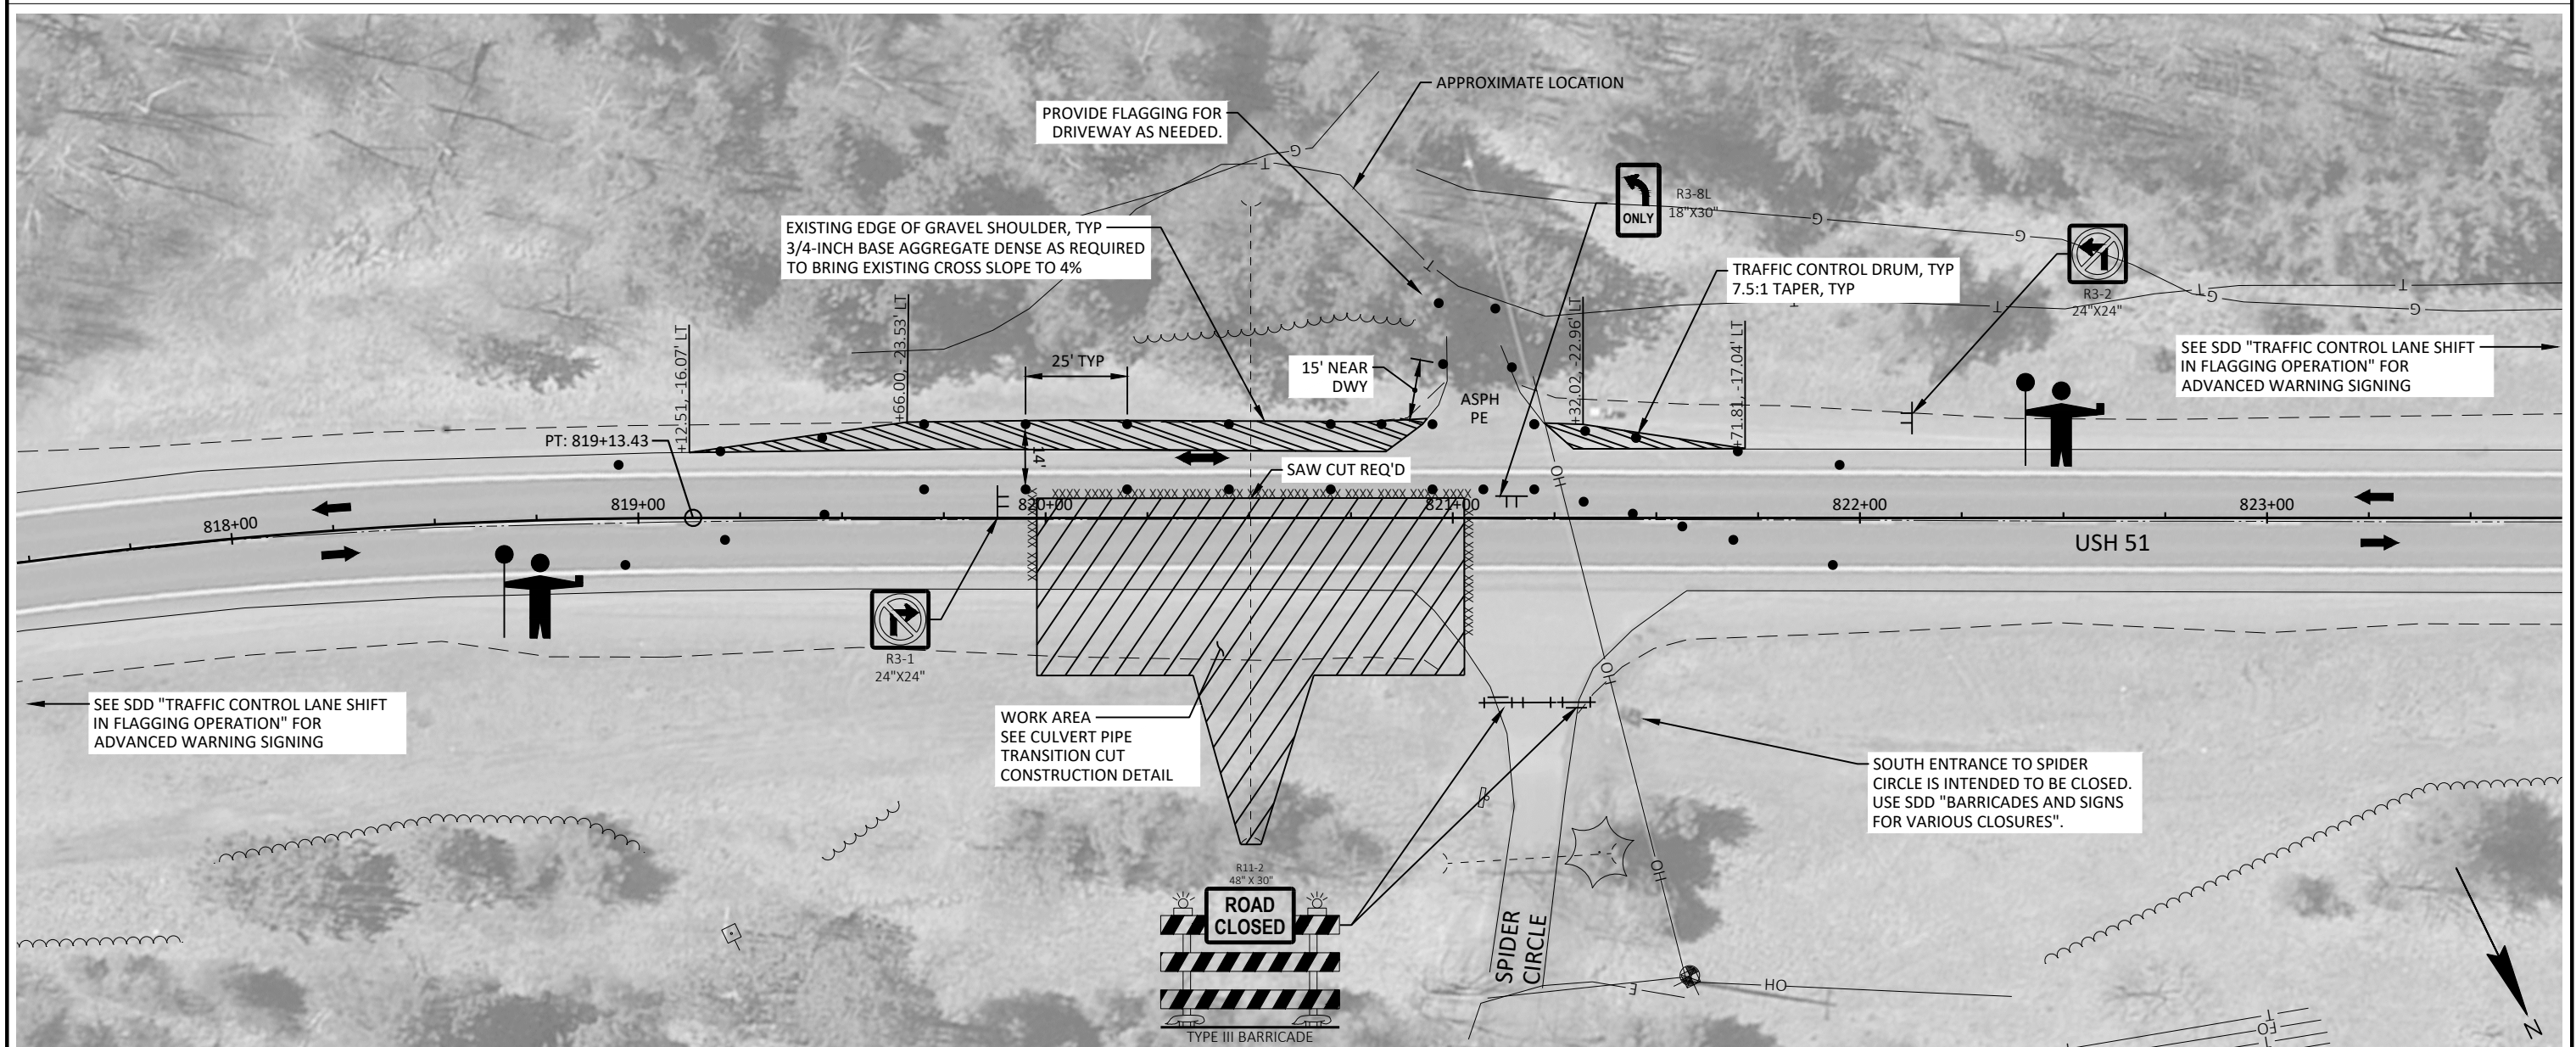 APPROXIMATE LOCATION
PROVIDE FLAGGING FOR
DRIVEWAY AS NEEDED.
G
T
ONLY
R3-8L
18"X30"
G
G
EXISTING EDGE OF GRAVEL SHOULDER, TYP
3/4-INCH BASE AGGREGATE DENSE AS REQUIRED
TO BRING EXISTING CROSS SLOPE TO 4%
T
TRAFFIC CONTROL DRUM, TYP
7.5:1 TAPER, TYP
R3-2
24"X24"
T
T
T
G
T
G
+12.51, -16.07' LT
+66.00, -23.53' LT
25' TYP
15' NEAR
DWY
ASPH
PE
+32.02, -22.96' LT
+71.81, -17.04' LT
SEE SDD "TRAFFIC CONTROL LANE SHIFT
IN FLAGGING OPERATION" FOR
ADVANCED WARNING SIGNING
PT: 819+13.43
14'
SAW CUT REQ'D
OH
818+00
819+00
820+00
821+00
822+00
823+00
USH 51
R3-1
24"X24"
OH
SEE SDD "TRAFFIC CONTROL LANE SHIFT
IN FLAGGING OPERATION" FOR
ADVANCED WARNING SIGNING
WORK AREA
SEE CULVERT PIPE
TRANSITION CUT
CONSTRUCTION DETAIL
SOUTH ENTRANCE TO SPIDER
CIRCLE IS INTENDED TO BE CLOSED.
USE SDD "BARRICADES AND SIGNS
FOR VARIOUS CLOSURES".
OH
R11-2
48" X 30"
ROAD
CLOSED
TYPE III BARRICADE
SPIDER
CIRCLE
E
OH
T
FO
T
N